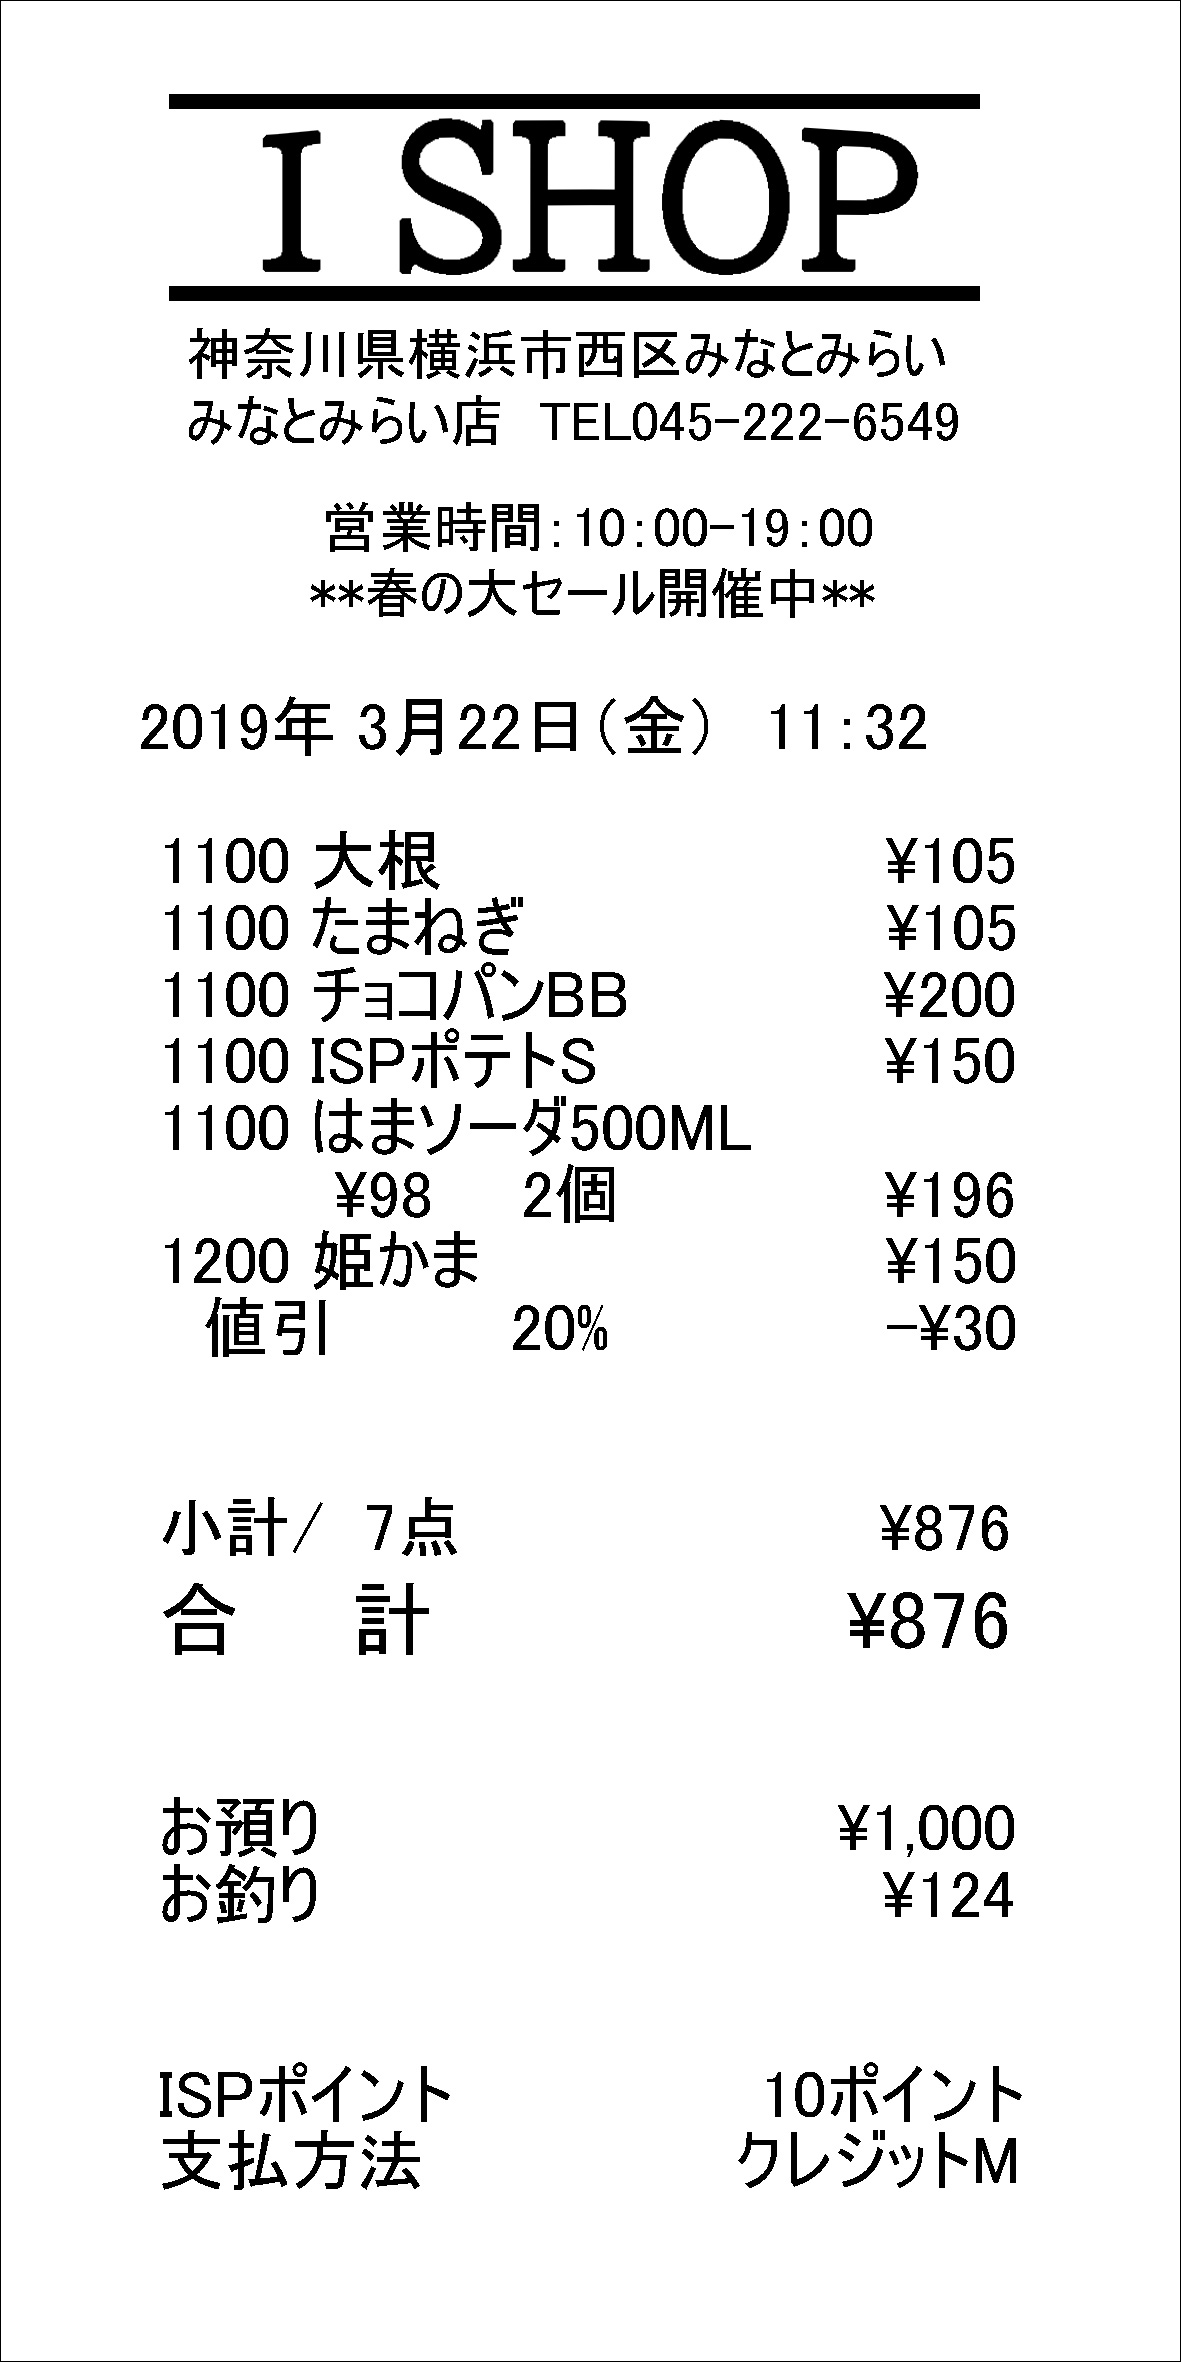 I SHOP
神奈川県横浜市西区みなとみらい
みなとみらい店　TEL045-222-6549
営業時間：10：00-19：00
**春の大セール開催中**
2019年 3月22日（金）　11：32
1100 大根 ¥105
1100 たまねぎ ¥105
1100 チョコパンBB ¥200
1100 ISPポテトS ¥150
1100 はまソーダ500ML
¥98 2個 ¥196
1200 姫かま ¥150
値引 20% -¥30
小計/ 7点 ¥876
合　計 ¥876
お預り ¥1,000
お釣り ¥124
ISPポイント 10ポイント
支払方法 クレジットM